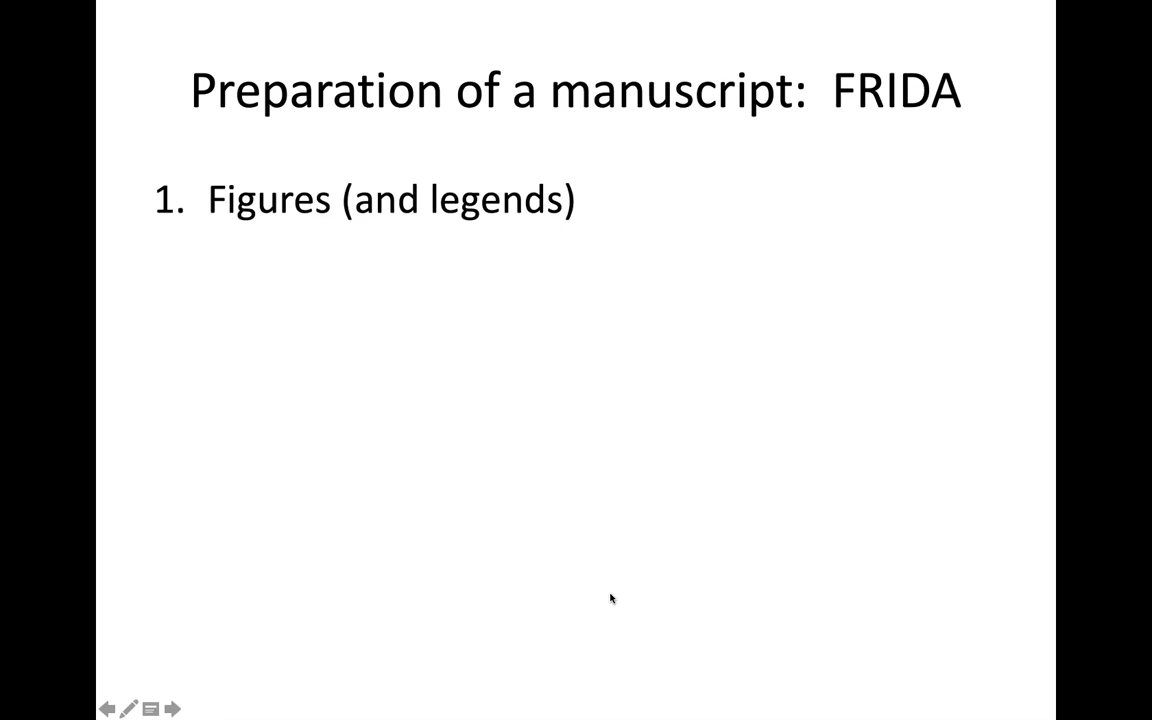 Preparation of a manuscript:  FRIDA
1. Figures (and legends)